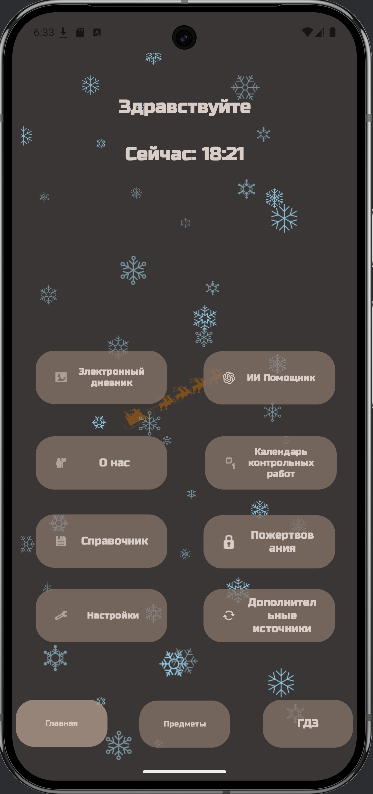 6:33
Здравствуйте
Сейчас: 18:21
Электронный
дневник
ИИ Помощник
О нас
Календарь
контрольных
работ
Справочник
Пожертвов
ания
Настройки
Дополнител
ьные
источники
Главная
Предметы
ГДЗ